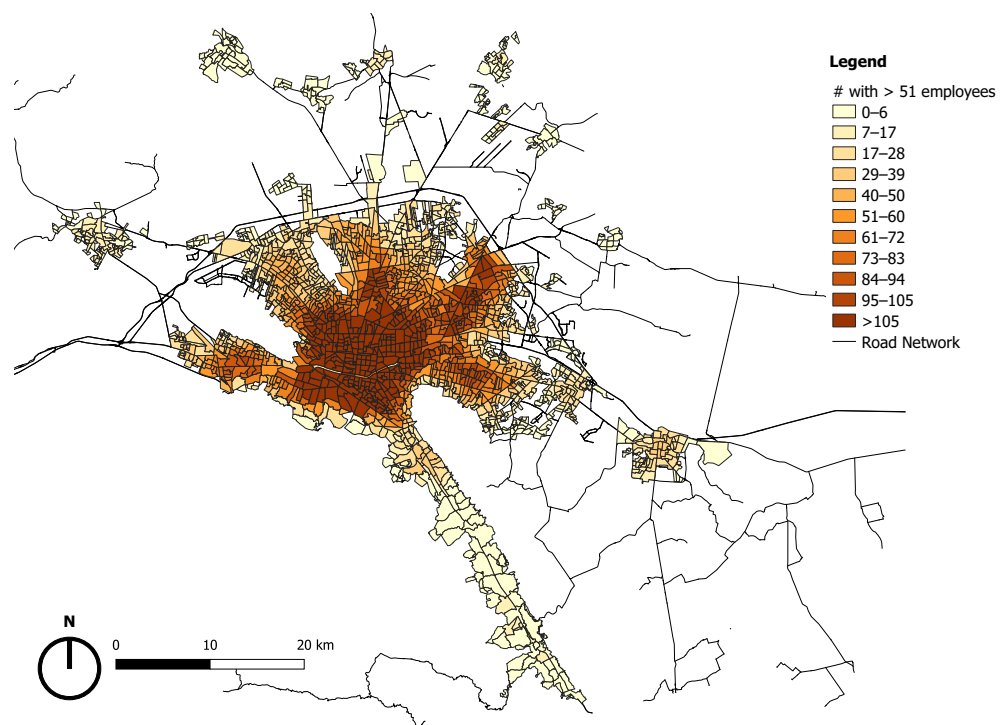 Legend
# with > 51 employees
0–6
7–17
17–28
29–39
40–50
51–60
61–72
73–83
84–94
95–105
>105
Road Network
N
0 10 20 km